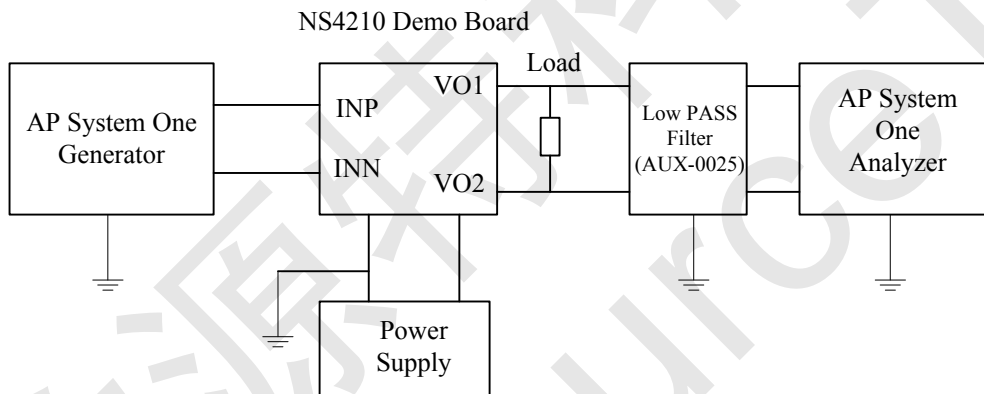 NS4210 Demo Board
AP System One
Generator
INP
INN
VO1
VO2
Load
Low PASS
Filter
(AUX-0025)
AP System
One
Analyzer
Power
Supply